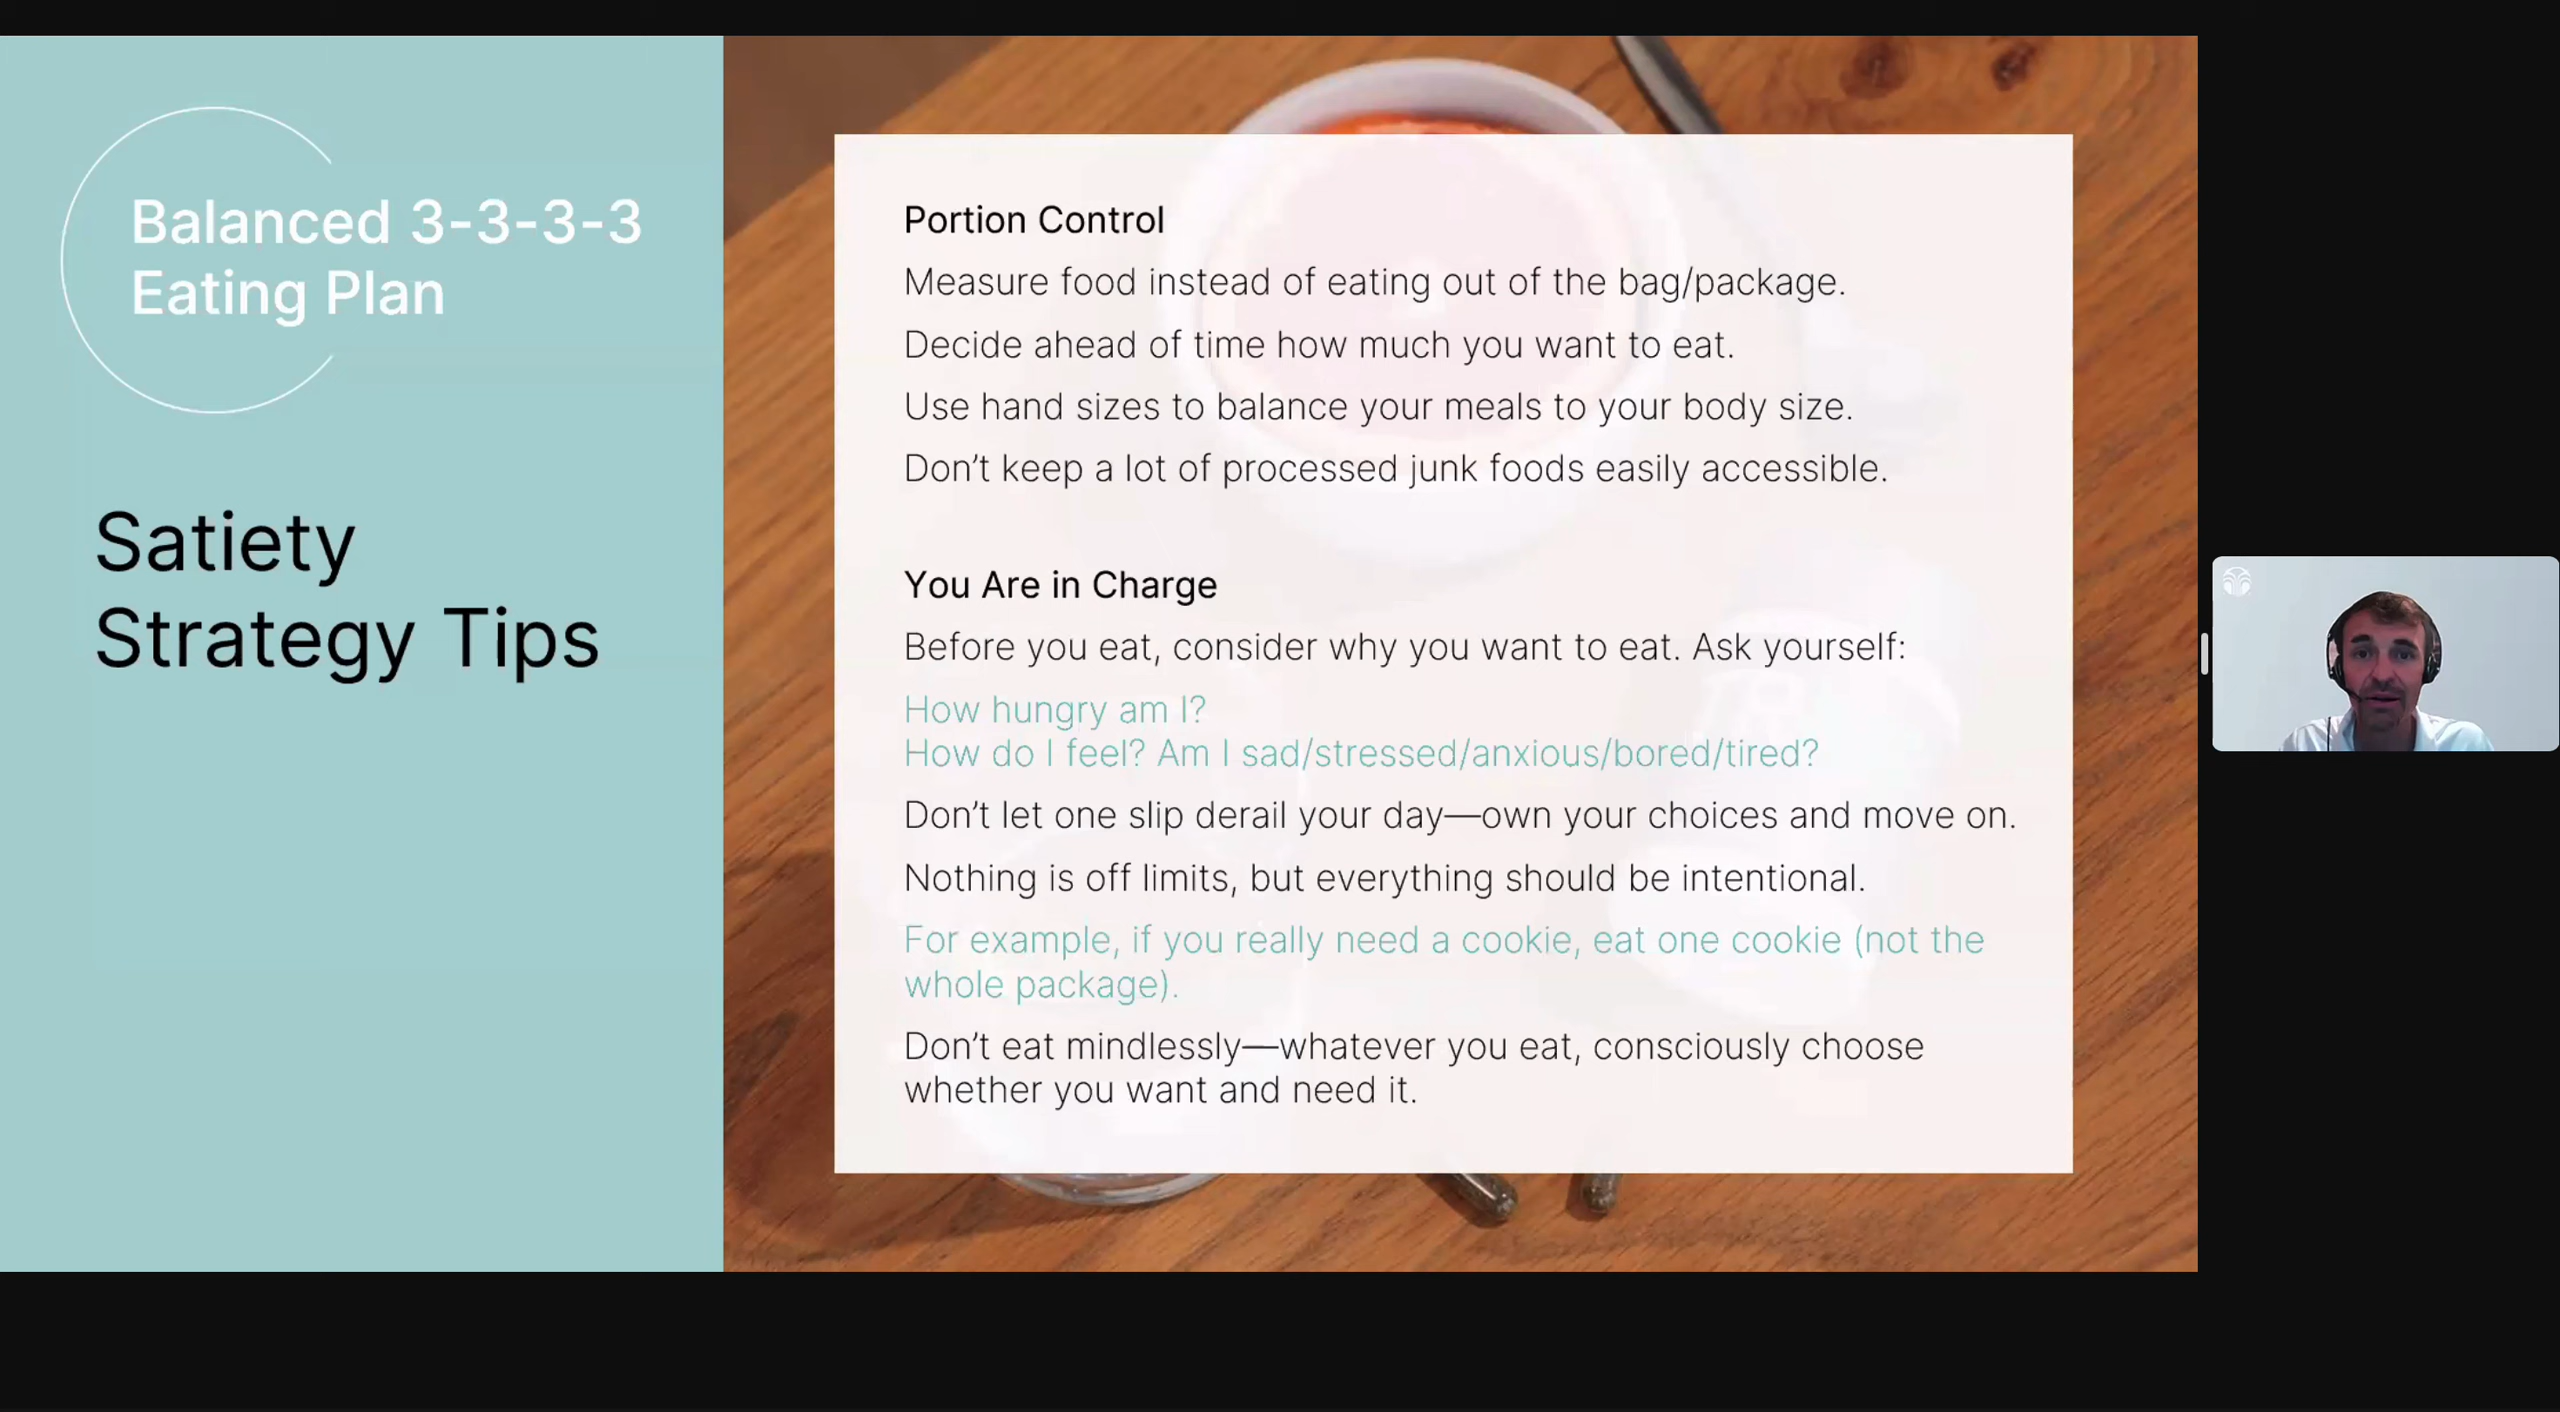 Balanced 3-3-3-3
Eating Plan
Satiety
Strategy Tips
Portion Control
Measure food instead of eating out of the bag/package.
Decide ahead of time how much you want to eat.
Use hand sizes to balance your meals to your body size.
Don’t keep a lot of processed junk foods easily accessible.
You Are in Charge
Before you eat, consider why you want to eat. Ask yourself:
How hungry am I?
How do I feel? Am I sad/stressed/anxious/bored/tired?
Don’t let one slip derail your day—own your choices and move on.
Nothing is off limits, but everything should be intentional.
For example, if you really need a cookie, eat one cookie (not the
whole package).
Don’t eat mindlessly—whatever you eat, consciously choose
whether you want and need it.